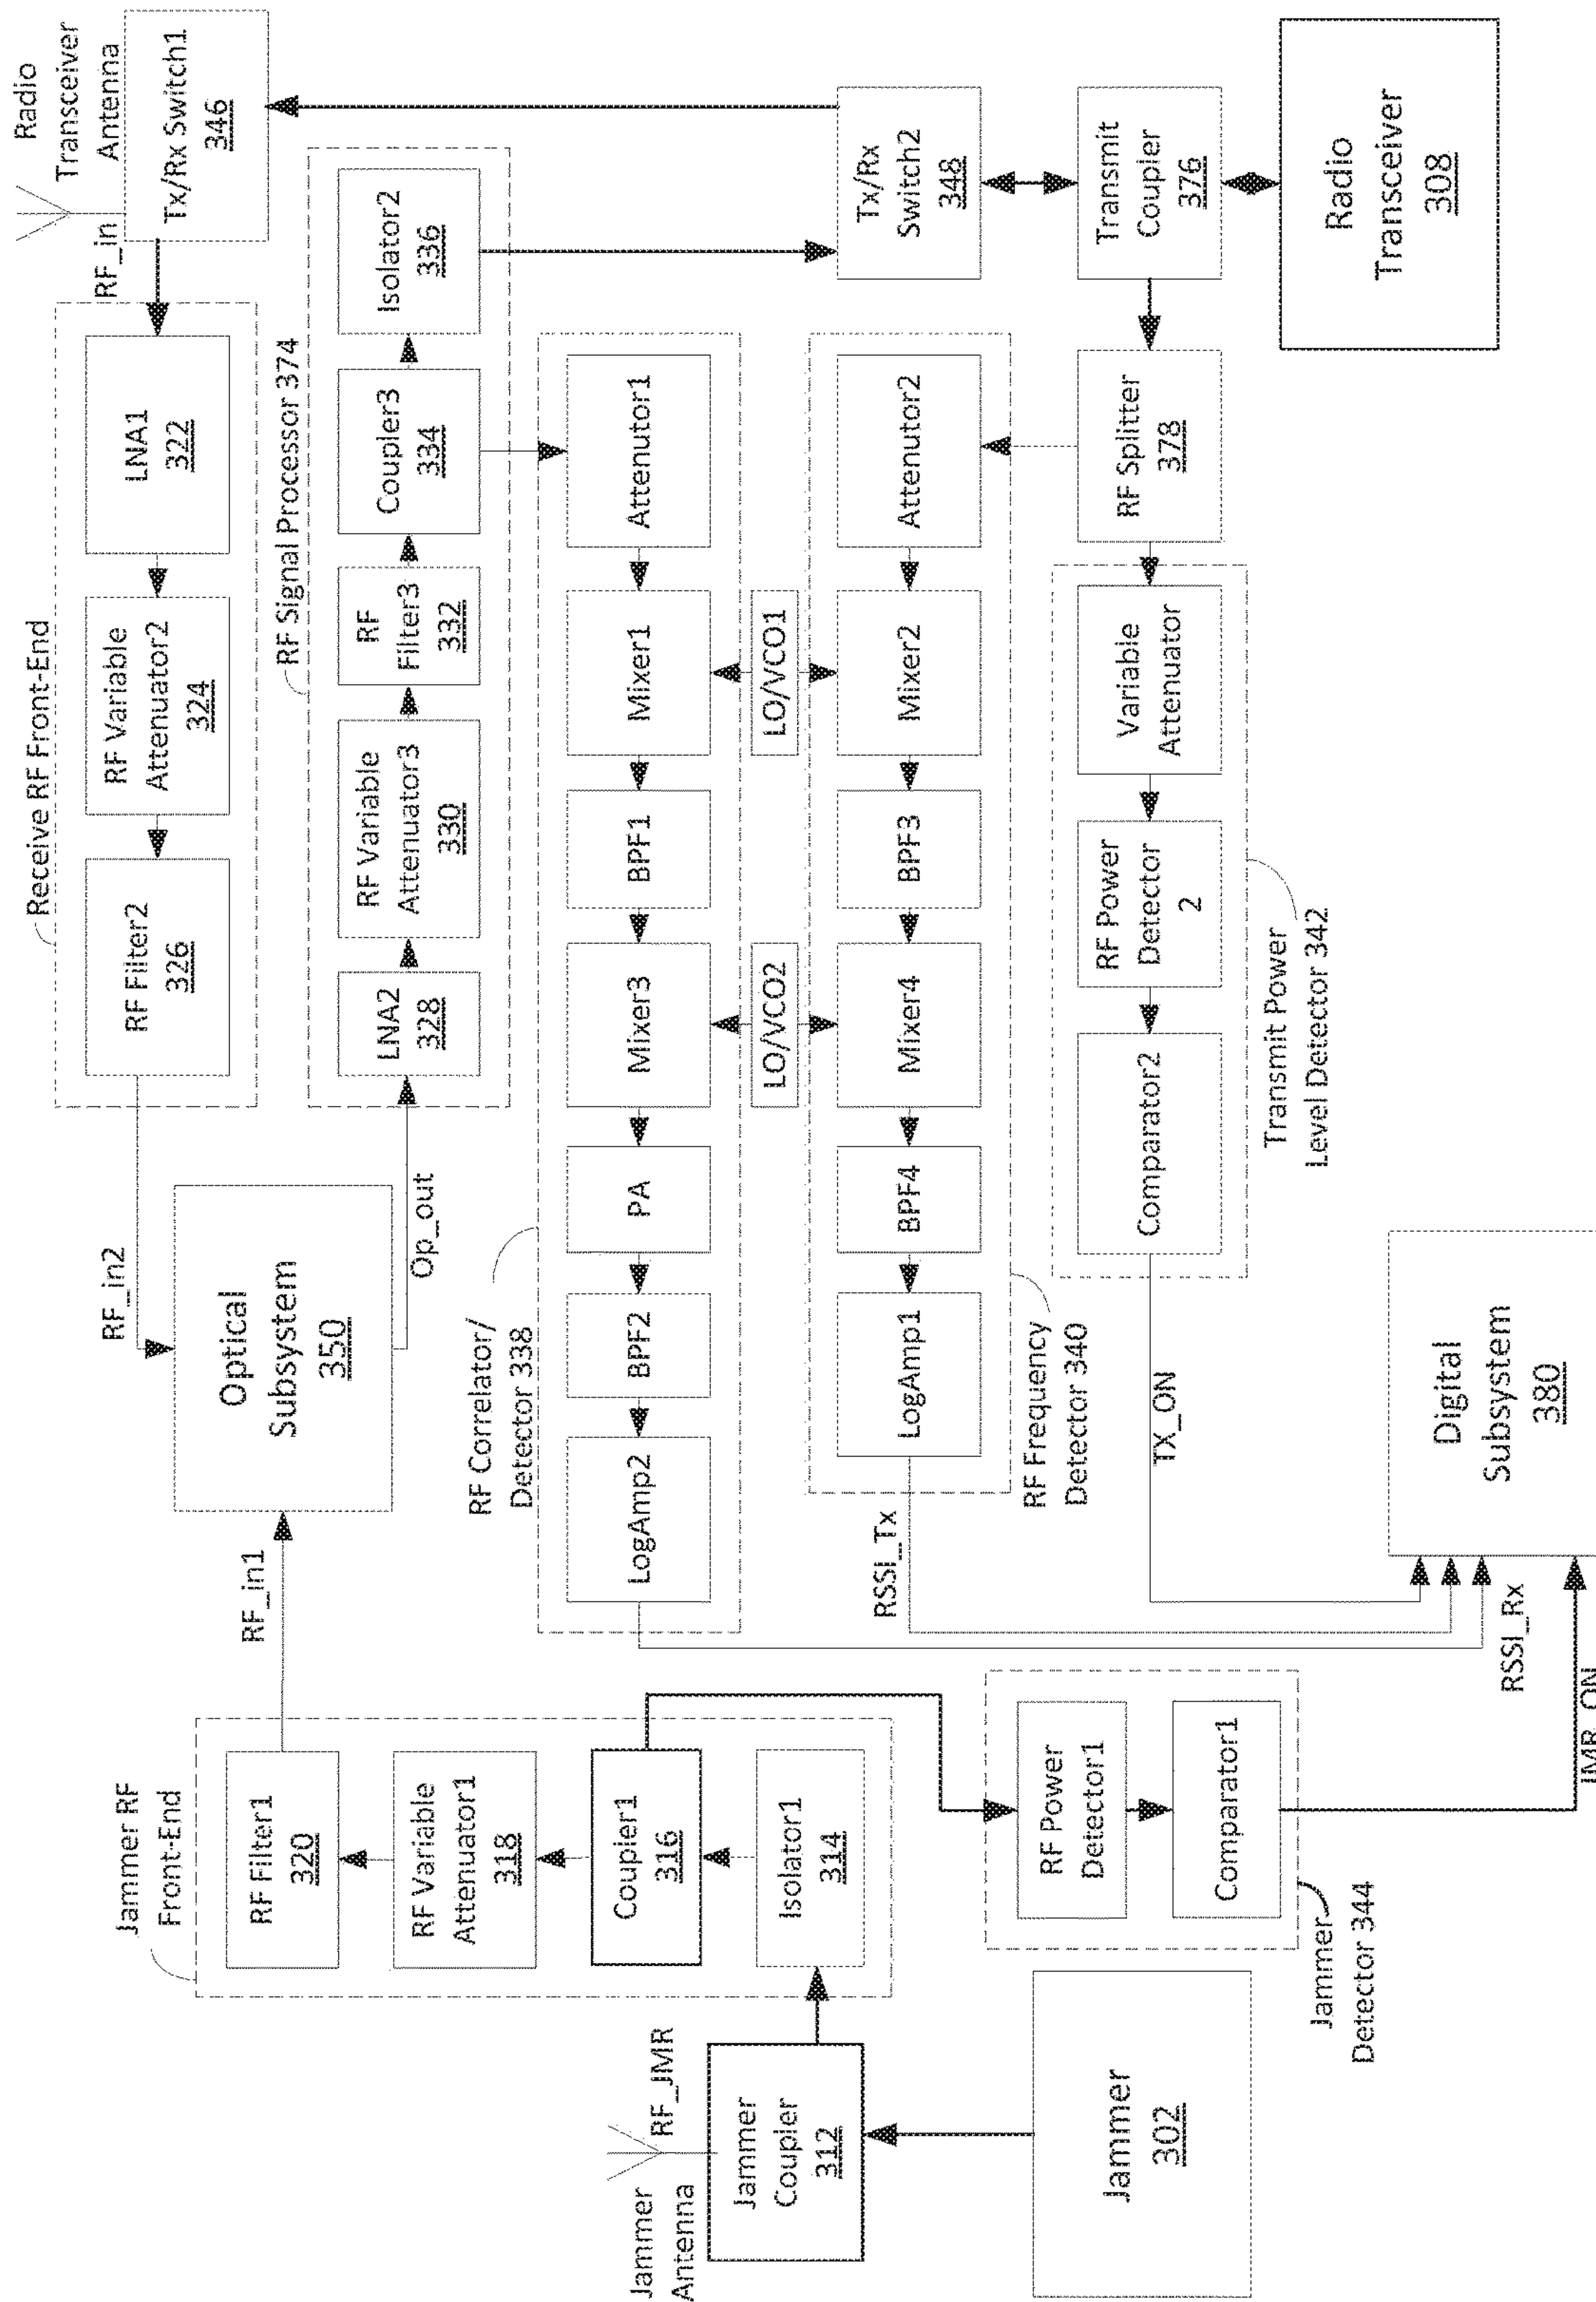 Radio
Transceiver
Antenna
Tx/Rx Switch1
346
RF_in
Receive RF Front-End
LNA1
322
RF Variable
Attenuator2
324
RF Filter2
326
RF_in2
RF Signal Processor 374
LNA2
328
RF Variable
Attenuator3
330
RF
Filter3
332
Coupler3
334
Isolator2
336
Optical
Subsystem
350
Op_out
RF_in1
Tx/Rx
Switch2
348
Transmit
Coupler
376
Radio
Transceiver
308
RF Splitter
378
RF Correlator/
Detector 338
Attenutor1
Mixer1
BPF1
Mixer3
PA
BPF2
LogAmp2
LO/VCO1
LO/VCO2
Attenutor2
Mixer2
BPF3
Mixer4
BPF4
LogAmp1
RF Frequency
Detector 340
RSSI_Tx
Variable
Attenuator
RF Power
Detector
2
Comparator2
Transmit Power
Level Detector 342
TX_ON
Digital
Subsystem
380
RSSI_Rx
JMR_ON
Jammer RF
Front-End
RF Filter1
320
RF Variable
Attenuator1
318
Coupler1
316
Isolator1
314
RF Power
Detector1
Comparator1
Jammer
Detector 344
Jammer
Antenna
RF_JMR
Jammer
Coupler
312
Jammer
302